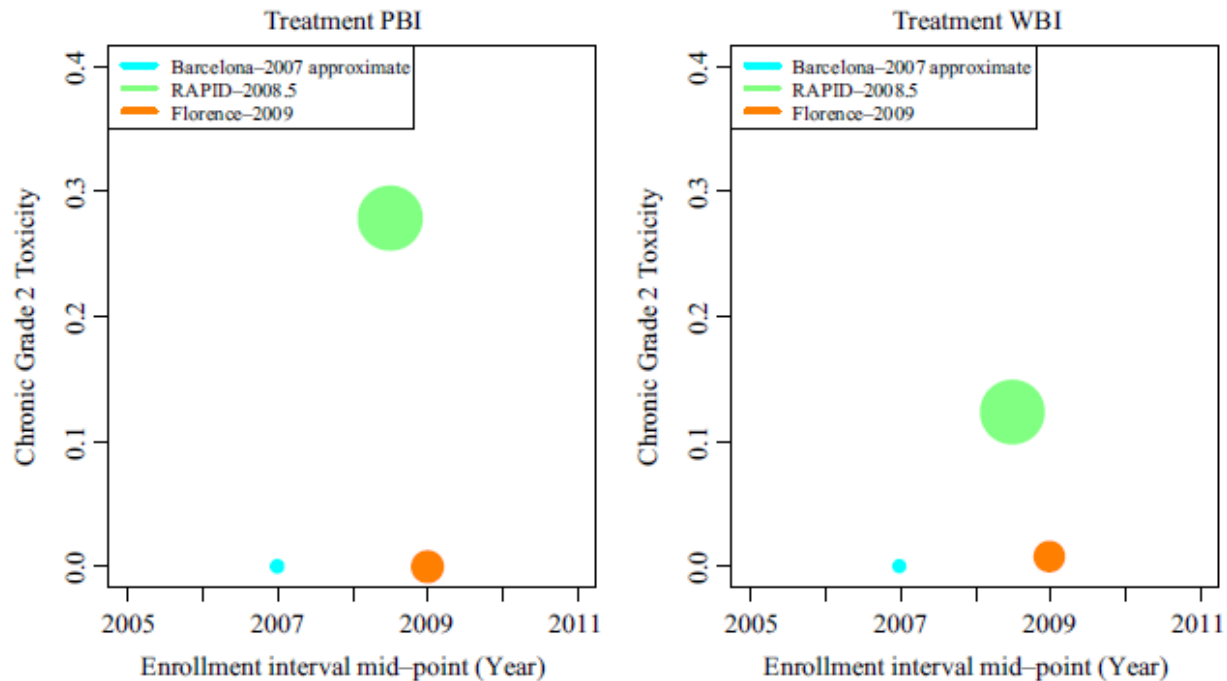 Treatment PBI
Barcelona–2007 approximate
RAPID–2008.5
Florence–2009
Chronic Grade 2 Toxicity
0.4
0.3
0.2
0.1
0.0
2005 2007 2009 2011
Enrollment interval mid–point (Year)
Treatment WBI
Barcelona–2007 approximate
RAPID–2008.5
Florence–2009
Chronic Grade 2 Toxicity
0.4
0.3
0.2
0.1
0.0
2005 2007 2009 2011
Enrollment interval mid–point (Year)